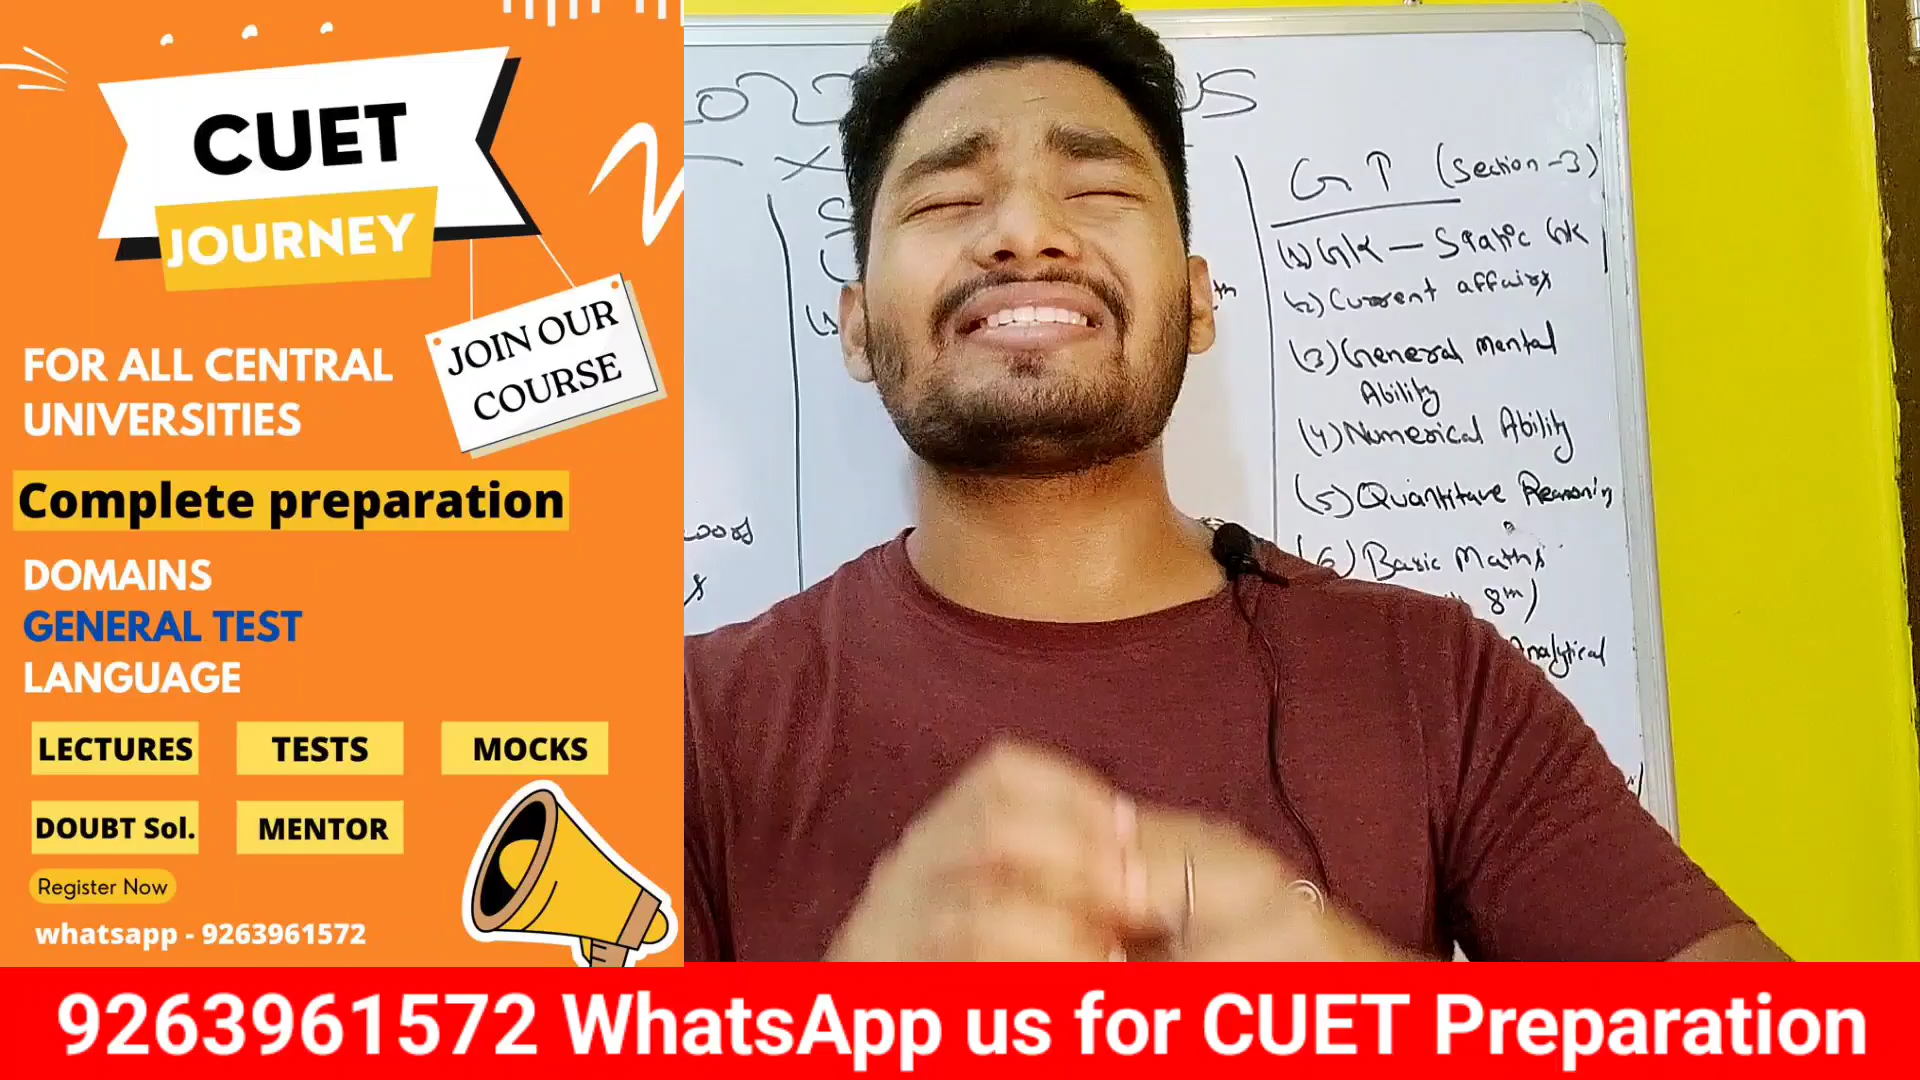 CUET
JOURNEY
JOIN OUR
COURSE
FOR ALL CENTRAL
UNIVERSITIES
Complete preparation
DOMAINS
GENERAL TEST
LANGUAGE
LECTURES
TESTS
MOCKS
DOUBT Sol.
MENTOR
Register Now
whatsapp - 9263961572
GT (Section-3)
(1) GK - Static GK
(2) Current affairs
(3) General mental
Ability
(4) Numerical Ability
(5) Quantitave Reasoning
(6) Basic Maths
8th)
Analytical
9263961572 WhatsApp us for CUET Preparation